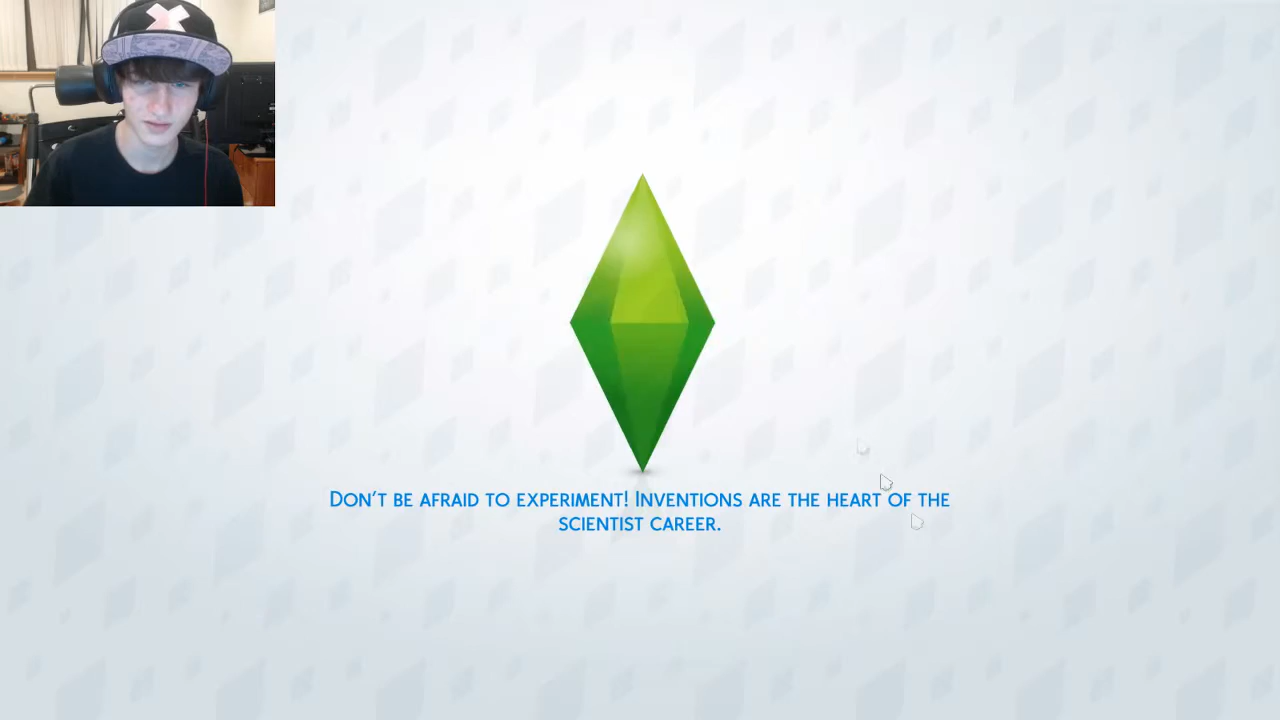 DON'T BE AFRAID TO EXPERIMENT! INVENTIONS ARE THE HEART OF THE
SCIENTIST CAREER.